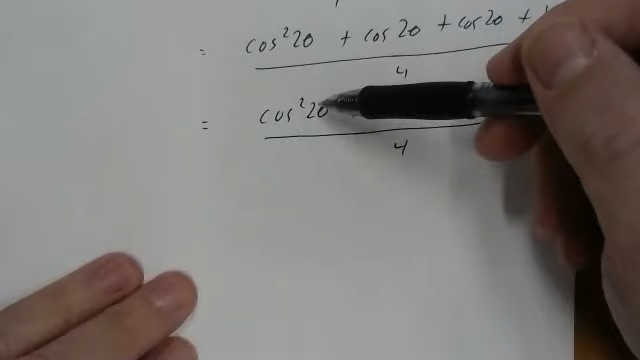 = cos²2θ + cos2θ + cos2θ +
4
= cos²2θ
4